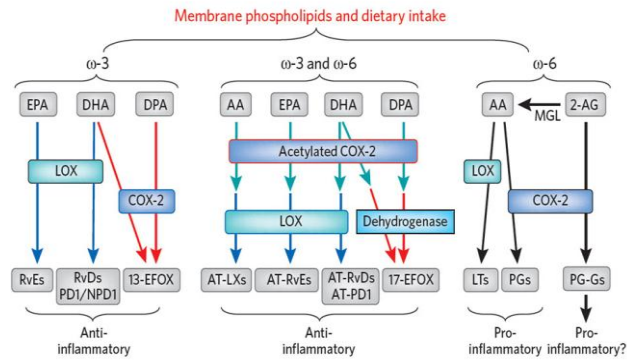 Membrane phospholipids and dietary intake
ω-3
ω-3 and ω-6
ω-6
EPA
DHA
DPA
AA
EPA
DHA
DPA
AA
MGL
2-AG
Acetylated COX-2
LOX
LOX
COX-2
COX-2
LOX
Dehydrogenase
RvEs
RvDs
PD1/NPD1
13-EFOX
AT-LXs
AT-RvEs
AT-RvDs
AT-PD1
17-EFOX
LTs
PGs
PG-Gs
Anti-
inflammatory
Anti-
inflammatory
Pro-
inflammatory
Pro-
inflammatory?